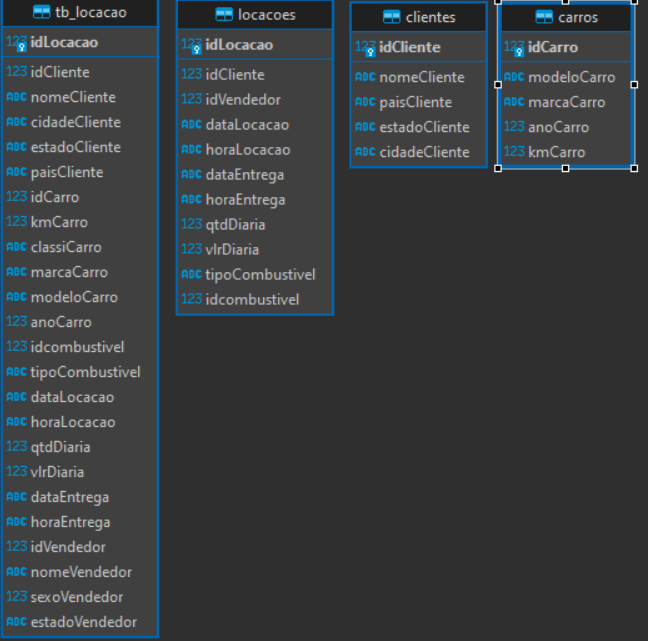 tb_locacao
123 idLocacao
123 idCliente
ABC nomeCliente
ABC cidadeCliente
ABC estadoCliente
ABC paisCliente
123 idCarro
123 kmCarro
ABC classiCarro
ABC marcaCarro
ABC modeloCarro
123 anoCarro
123 idcombustivel
ABC tipoCombustivel
ABC dataLocacao
ABC horaLocacao
123 qtdDiaria
123 vlrDiaria
ABC dataEntrega
ABC horaEntrega
123 idVendedor
ABC nomeVendedor
123 sexoVendedor
ABC estadoVendedor
locacoes
123 idLocacao
123 idCliente
123 idVendedor
ABC dataLocacao
ABC horaLocacao
ABC dataEntrega
ABC horaEntrega
123 qtdDiaria
123 vlrDiaria
ABC tipoCombustivel
123 idcombustivel
clientes
123 idCliente
ABC nomeCliente
ABC paisCliente
ABC estadoCliente
ABC cidadeCliente
carros
123 idCarro
ABC modeloCarro
ABC marcaCarro
123 anoCarro
123 kmCarro